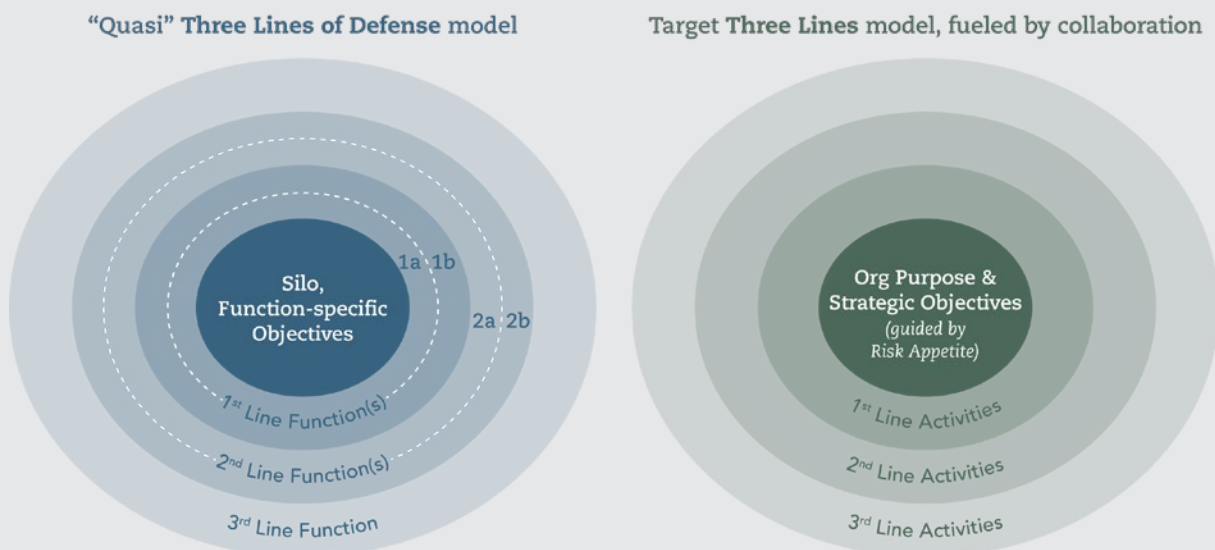 “Quasi” Three Lines of Defense model
Silo,
Function-specific
Objectives
1a 1b
2a 2b
1st Line Function(s)
2nd Line Function(s)
3rd Line Function
Target Three Lines model, fueled by collaboration
Org Purpose &
Strategic Objectives
(guided by
Risk Appetite)
1st Line Activities
2nd Line Activities
3rd Line Activities